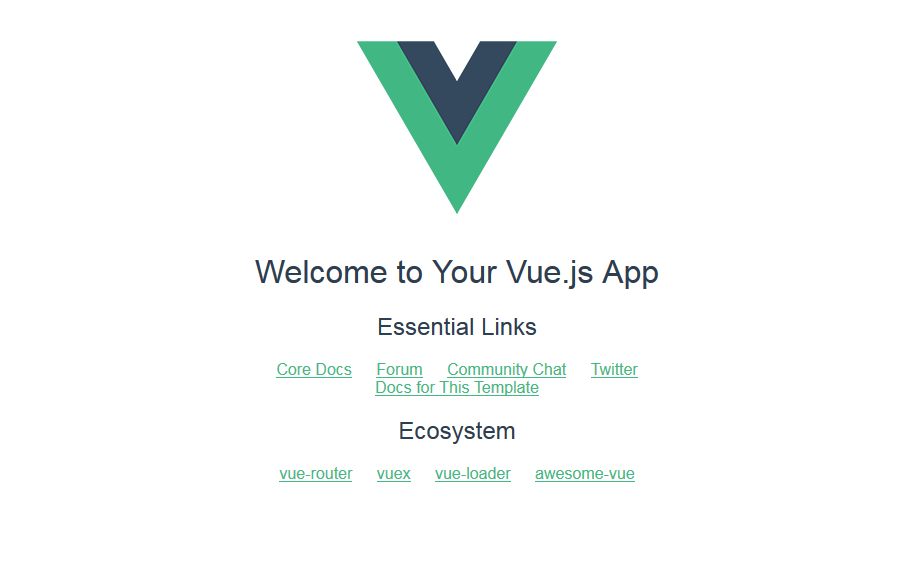 Welcome to Your Vue.js App
Essential Links
Core Docs Forum Community Chat Twitter
Docs for This Template
Ecosystem
vue-router vuex vue-loader awesome-vue